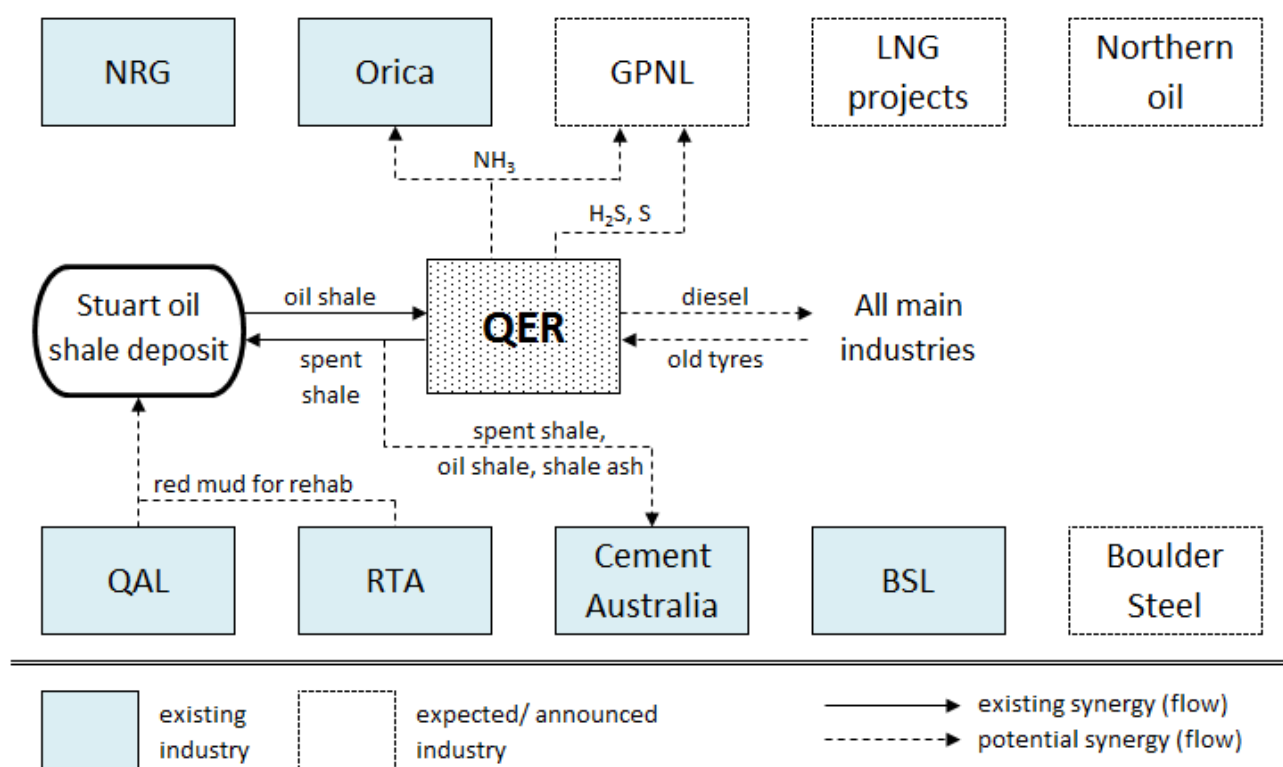 NRG
Orica
GPNL
LNG
projects
Northern
oil
NH₃
H₂S, S
Stuart oil
shale deposit
oil shale
spent
shale
QER
diesel
old tyres
All main
industries
spent shale,
oil shale, shale ash
red mud for rehab
QAL
RTA
Cement
Australia
BSL
Boulder
Steel
existing
industry
expected/ announced
industry
existing synergy (flow)
potential synergy (flow)